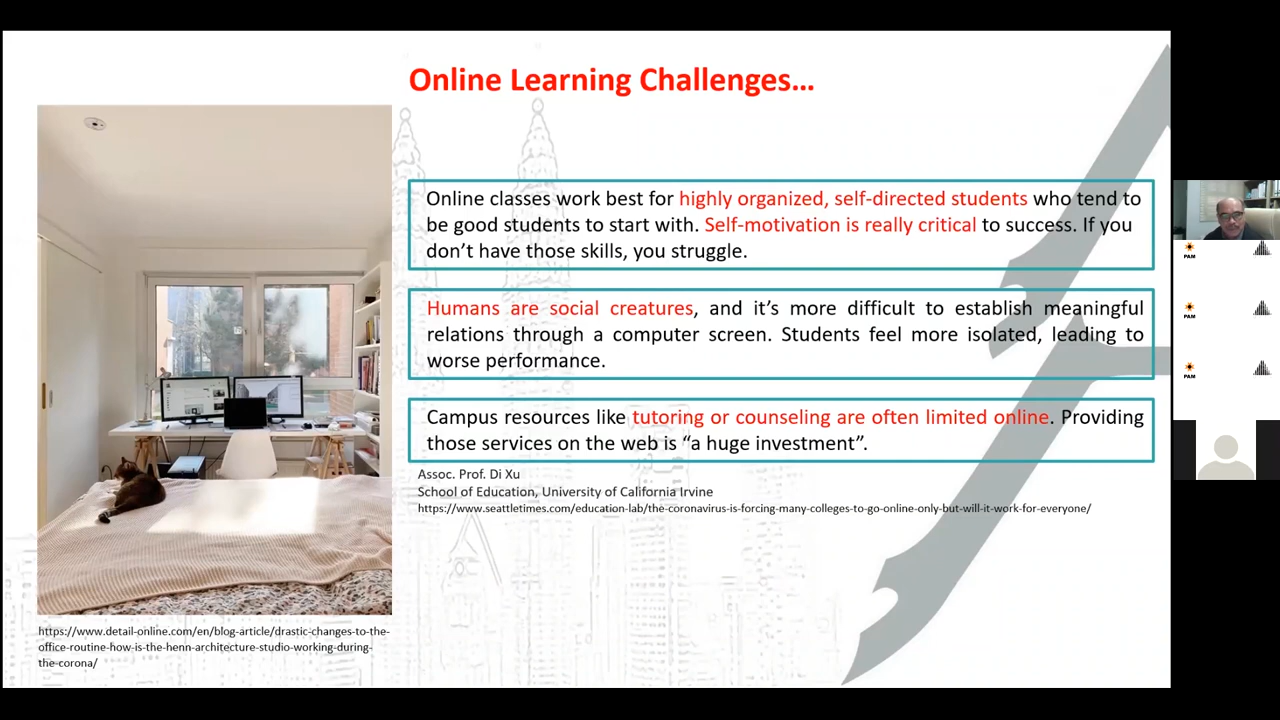 Online Learning Challenges...
Online classes work best for highly organized, self-directed students who tend to
be good students to start with. Self-motivation is really critical to success. If you
don't have those skills, you struggle.
Humans are social creatures, and it's more difficult to establish meaningful
relations through a computer screen. Students feel more isolated, leading to
worse performance.
Campus resources like tutoring or counseling are often limited online. Providing
those services on the web is “a huge investment”.
Assoc. Prof. Di Xu
School of Education, University of California Irvine
https://www.seattletimes.com/education-lab/the-coronavirus-is-forcing-many-colleges-to-go-online-only-but-will-it-work-for-everyone/
https://www.detail-online.com/en/blog-article/drastic-changes-to-the-
office-routine-how-is-the-henn-architecture-studio-working-during-
the-corona/
PAM
PAM
PAM